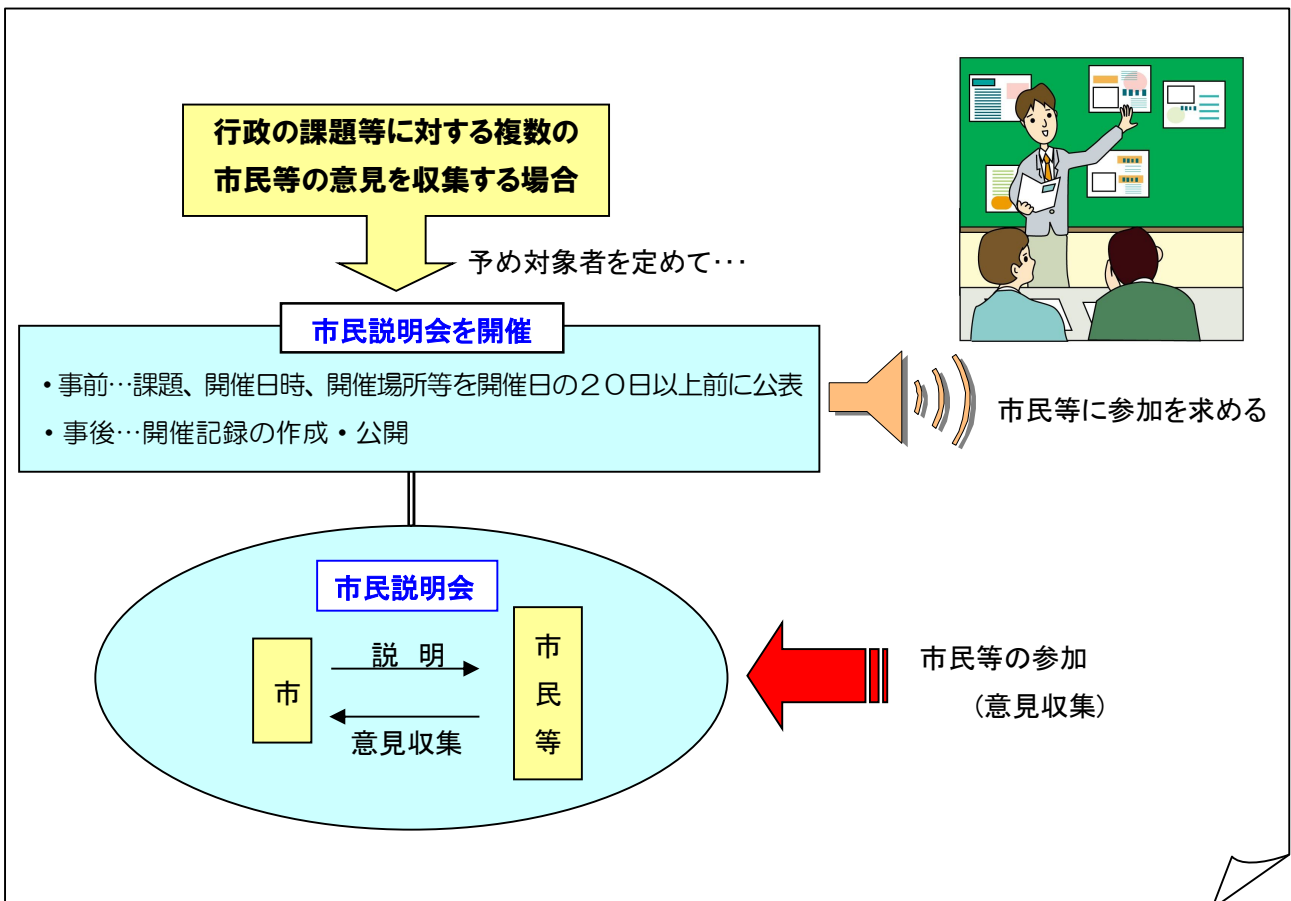 行政の課題等に対する複数の
市民等の意見を収集する場合
予め対象者を定めて･･･
市民説明会を開催
・事前…課題、開催日時、開催場所等を開催日の２０日以上前に公表
・事後…開催記録の作成・公開
市民等に参加を求める
市民説明会
市
説　明
意見収集
市民等
市民等の参加
（意見収集）